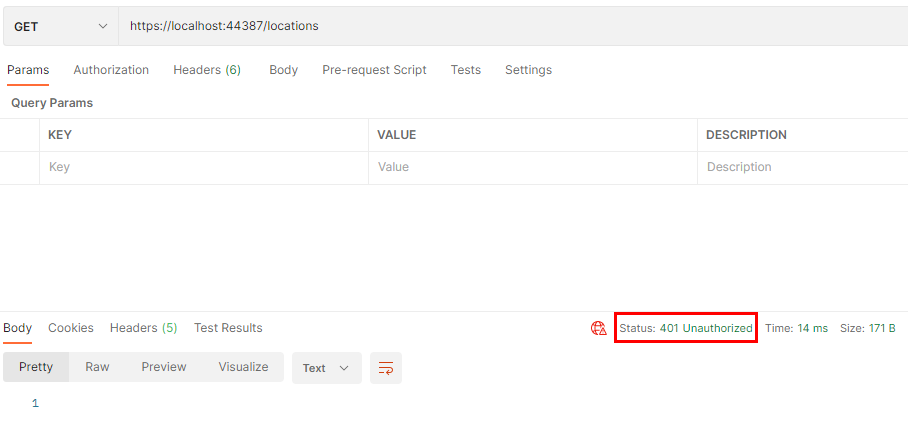 GET https://localhost:44387/locations
Params Authorization Headers (6) Body Pre-request Script Tests Settings
Query Params
KEY VALUE DESCRIPTION
Key Value Description
Body Cookies Headers (5) Test Results Status: 401 Unauthorized Time: 14 ms Size: 171 B
Pretty Raw Preview Visualize Text
1